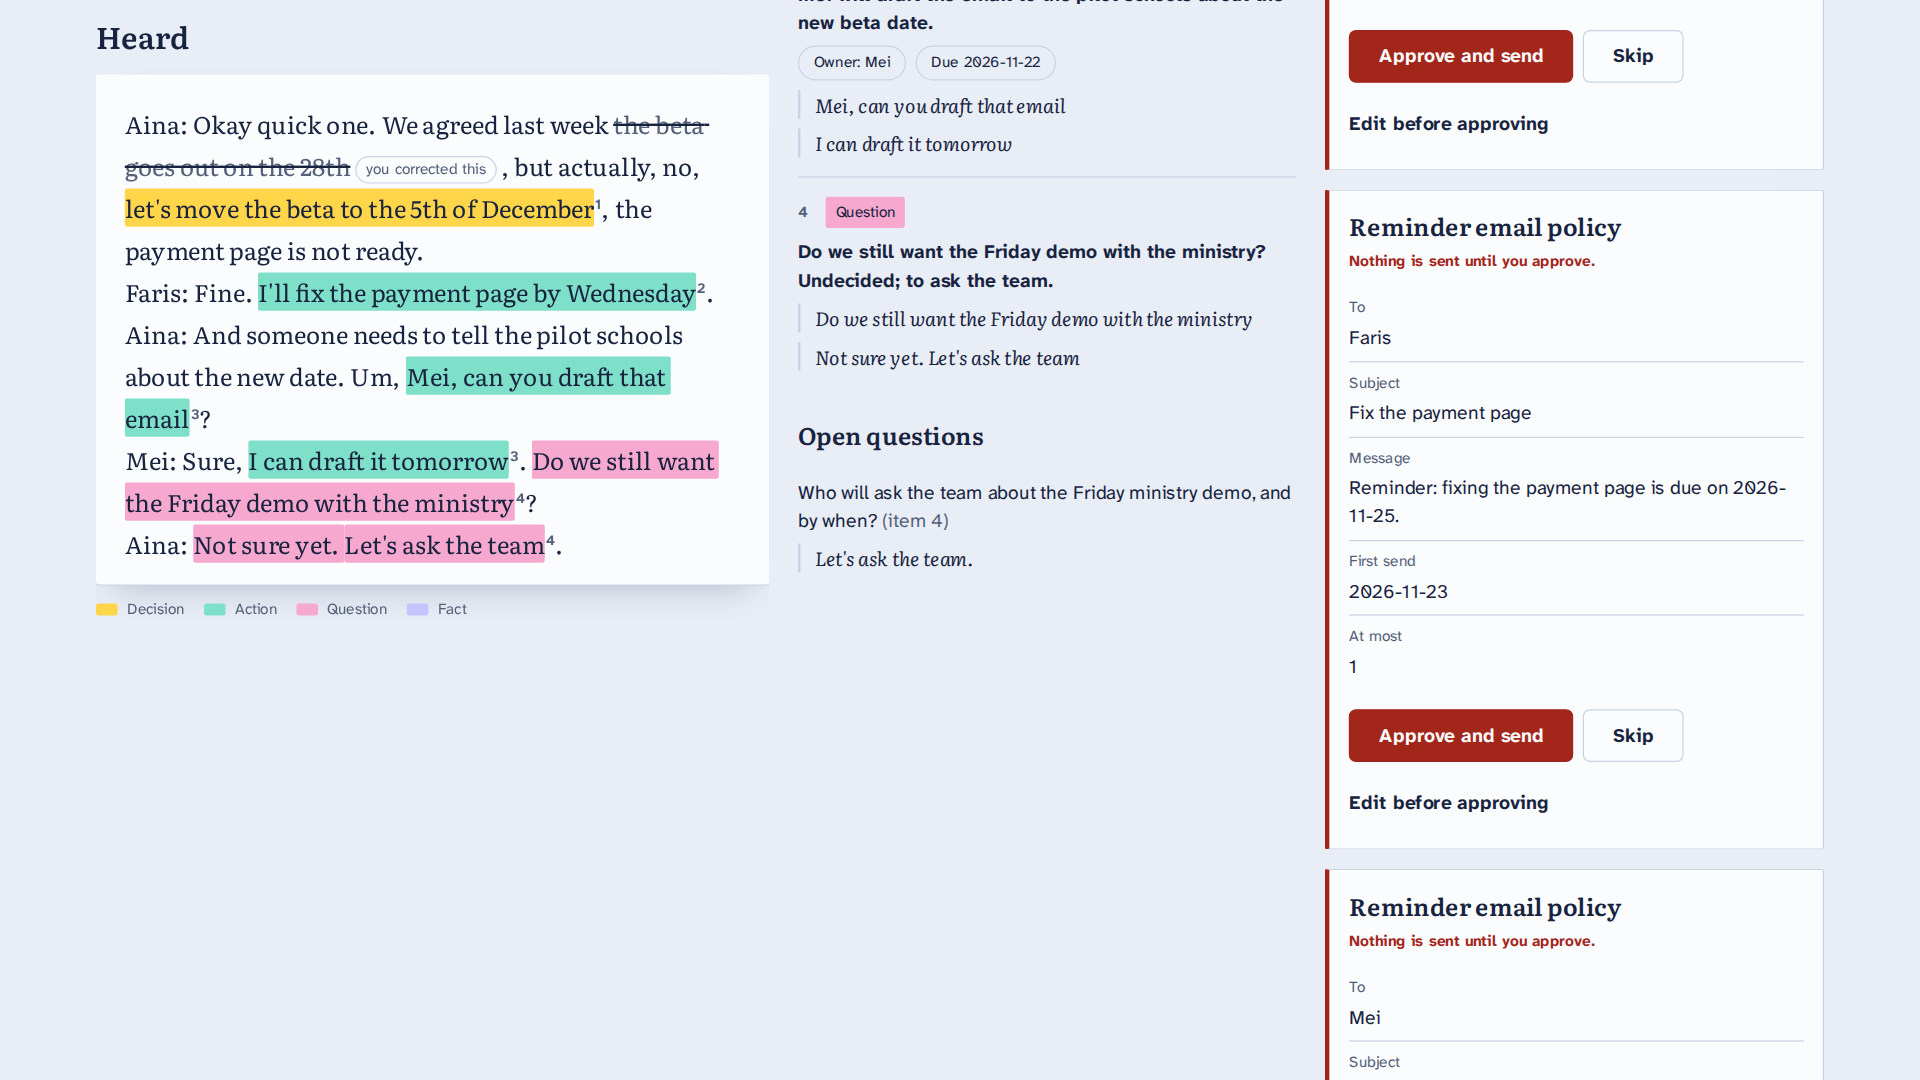 Heard
Aina: Okay quick one. We agreed last week the beta
goes out on the 28th you corrected this , but actually, no,
let's move the beta to the 5th of December¹, the
payment page is not ready.
Faris: Fine. I'll fix the payment page by Wednesday².
Aina: And someone needs to tell the pilot schools
about the new date. Um, Mei, can you draft that
email³?
Mei: Sure, I can draft it tomorrow³. Do we still want
the Friday demo with the ministry⁴?
Aina: Not sure yet. Let's ask the team⁴.
Decision Action Question Fact
new beta date.
Owner: Mei Due 2026-11-22
Mei, can you draft that email
I can draft it tomorrow
4 Question
Do we still want the Friday demo with the ministry?
Undecided; to ask the team.
Do we still want the Friday demo with the ministry
Not sure yet. Let's ask the team
Open questions
Who will ask the team about the Friday ministry demo, and
by when? (item 4)
Let's ask the team.
Approve and send Skip
Edit before approving
Reminder email policy
Nothing is sent until you approve.
To
Faris
Subject
Fix the payment page
Message
Reminder: fixing the payment page is due on 2026-
11-25.
First send
2026-11-23
At most
1
Approve and send Skip
Edit before approving
Reminder email policy
Nothing is sent until you approve.
To
Mei
Subject